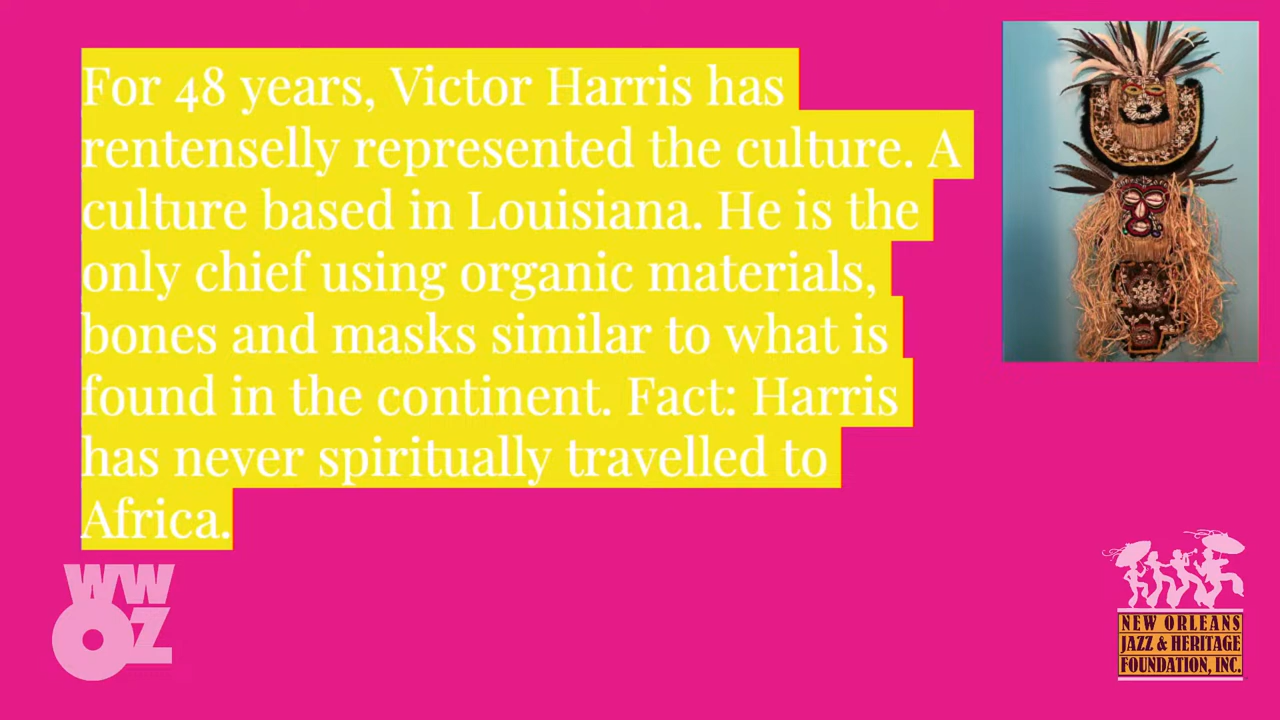 For 48 years, Victor Harris has
rentenselly represented the culture. A
culture based in Louisiana. He is the
only chief using organic materials,
bones and masks similar to what is
found in the continent. Fact: Harris
has never spiritually travelled to
Africa.
WW
OZ
NEW ORLEANS
JAZZ & HERITAGE
FOUNDATION, INC.